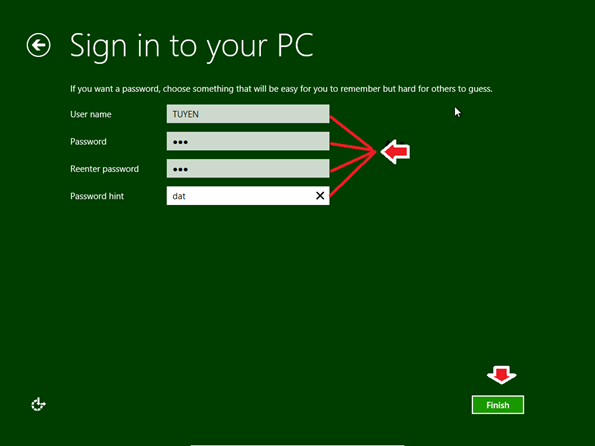 Sign in to your PC
If you want a password, choose something that will be easy for you to remember but hard for others to guess.
User name TUYEN
Password •••
Reenter password •••
Password hint dat
Finish